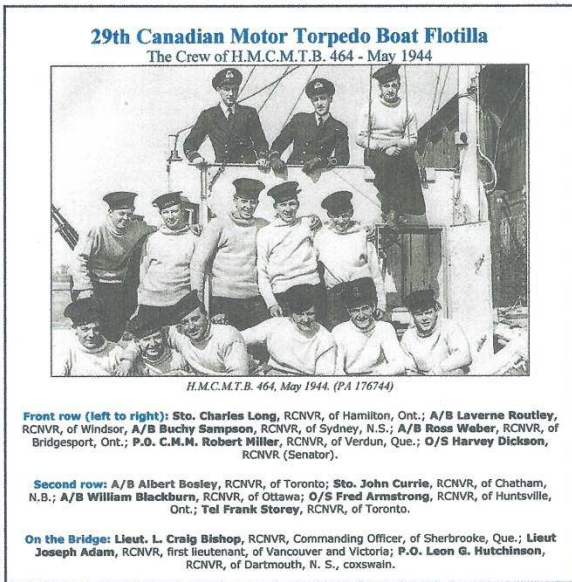 29th Canadian Motor Torpedo Boat Flotilla
The Crew of H.M.C.M.T.B. 464 - May 1944
H.M.C.M.T.B. 464, May 1944. (PA 176744)
Front row (left to right): Sto. Charles Long, RCNVR, of Hamilton, Ont.; A/B Laverne Routley,
RCNVR, of Windsor, A/B Buchy Sampson, RCNVR, of Sydney, N.S.; A/B Ross Weber, RCNVR, of
Bridgesport, Ont.; P.O. C.M.M. Robert Miller, RCNVR, of Verdun, Que.; O/S Harvey Dickson,
RCNVR (Senator).
Second row: A/B Albert Bosley, RCNVR, of Toronto; Sto. John Currie, RCNVR, of Chatham,
N.B.; A/B William Blackburn, RCNVR, of Ottawa; O/S Fred Armstrong, RCNVR, of Huntsville,
Ont.; Tel Frank Storey, RCNVR, of Toronto.
On the Bridge: Lieut. L. Craig Bishop, RCNVR, Commanding Officer, of Sherbrooke, Que.; Lieut
Joseph Adam, RCNVR, first lieutenant, of Vancouver and Victoria; P.O. Leon G. Hutchinson,
RCNVR, of Dartmouth, N. S., coxswain.